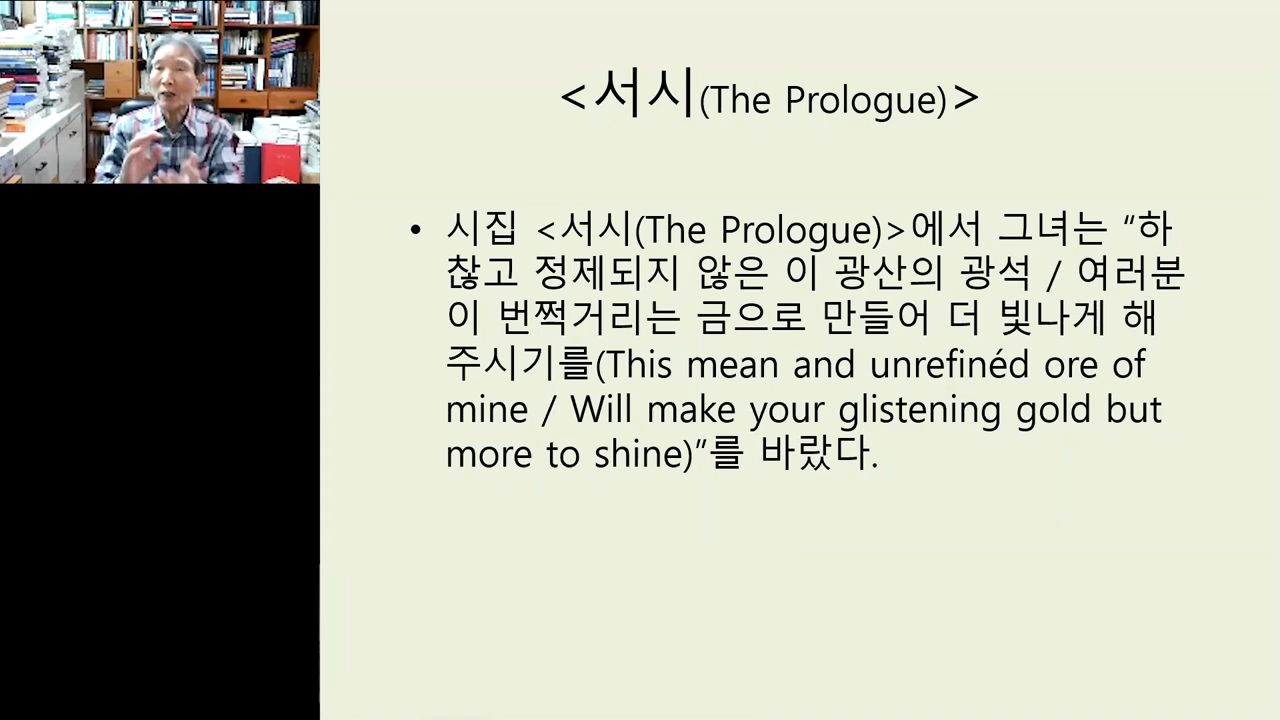 <서시(The Prologue)>
• 시집 <서시(The Prologue)>에서 그녀는 “하
찮고 정제되지 않은 이 광산의 광석 / 여러분
이 번쩍거리는 금으로 만들어 더 빛나게 해
주시기를(This mean and unrefinéd ore of
mine / Will make your glistening gold but
more to shine)”를 바랐다.